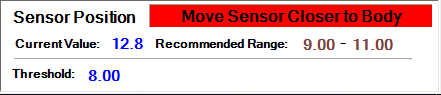 Sensor Position Move Sensor Closer to Body
Current Value: 12.8 Recommended Range: 9.00 - 11.00
Threshold: 8.00